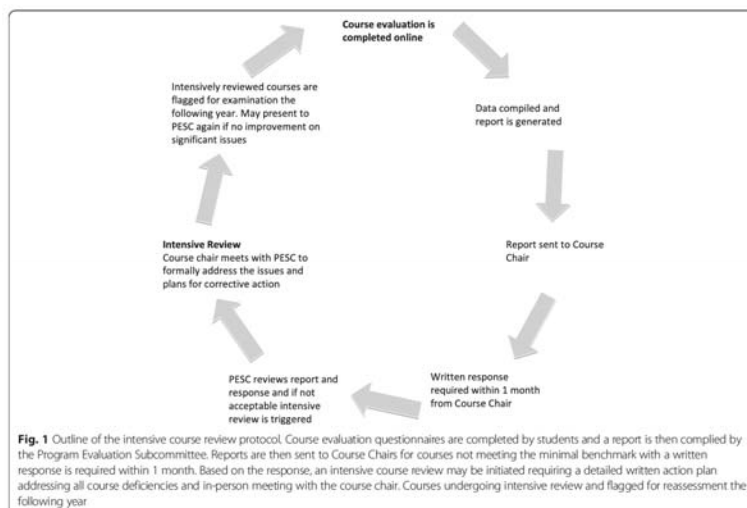 Course evaluation is
completed online
Data compiled and
report is generated
Report sent to Course
Chair
Written response
required within 1 month
from Course Chair
PESC reviews report and
response and if not
acceptable intensive
review is triggered
Intensive Review
Course chair meets with PESC to
formally address the issues and
plans for corrective action
Intensively reviewed courses are
flagged for examination the
following year. May present to
PESC again if no improvement on
significant issues
Fig. 1 Outline of the intensive course review protocol. Course evaluation questionnaires are completed by students and a report is then complied by
the Program Evaluation Subcommittee. Reports are then sent to Course Chairs for courses not meeting the minimal benchmark with a written
response is required within 1 month. Based on the response, an intensive course review may be initiated requiring a detailed written action plan
addressing all course deficiencies and in-person meeting with the course chair. Courses undergoing intensive review and flagged for reassessment the
following year